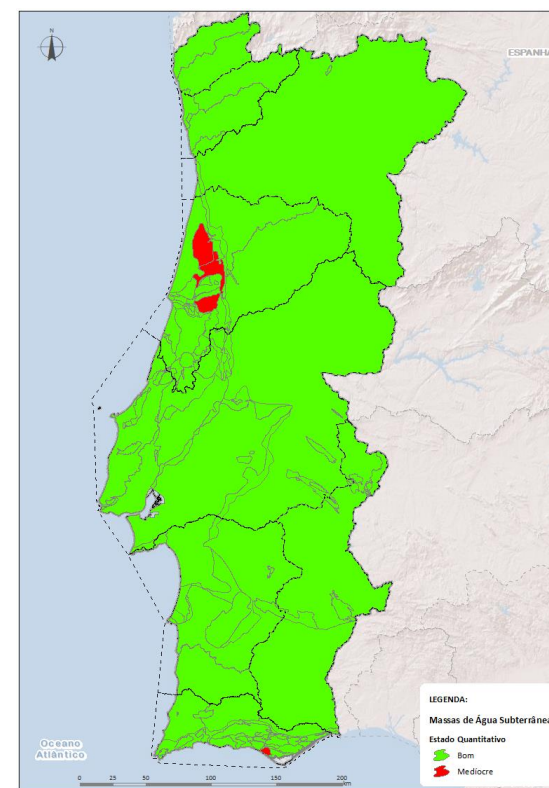 N
ESPANHA
LEGENDA:
Massas de Água Subterrânea
Estado Quantitativo
Bom
Medíocre
Oceano
Atlântico
0 25 50 100 150 200
km